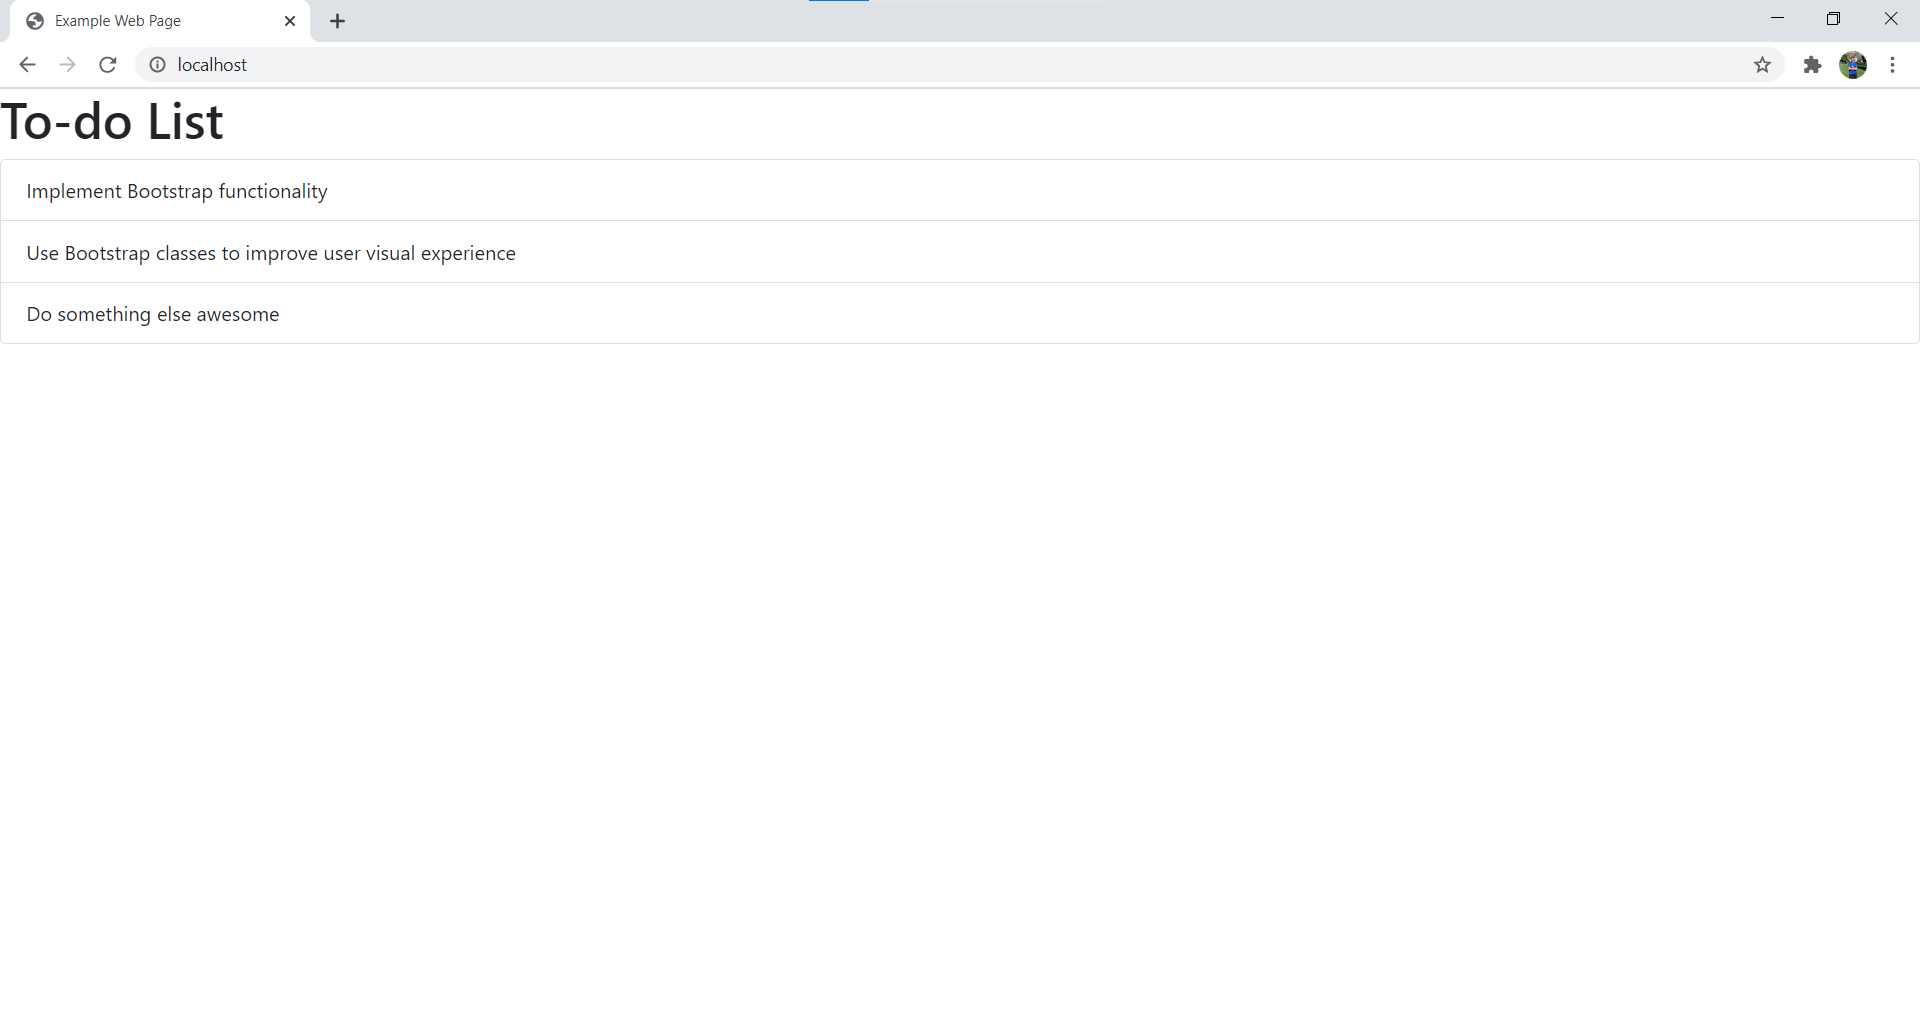 Example Web Page
localhost
To-do List
Implement Bootstrap functionality
Use Bootstrap classes to improve user visual experience
Do something else awesome